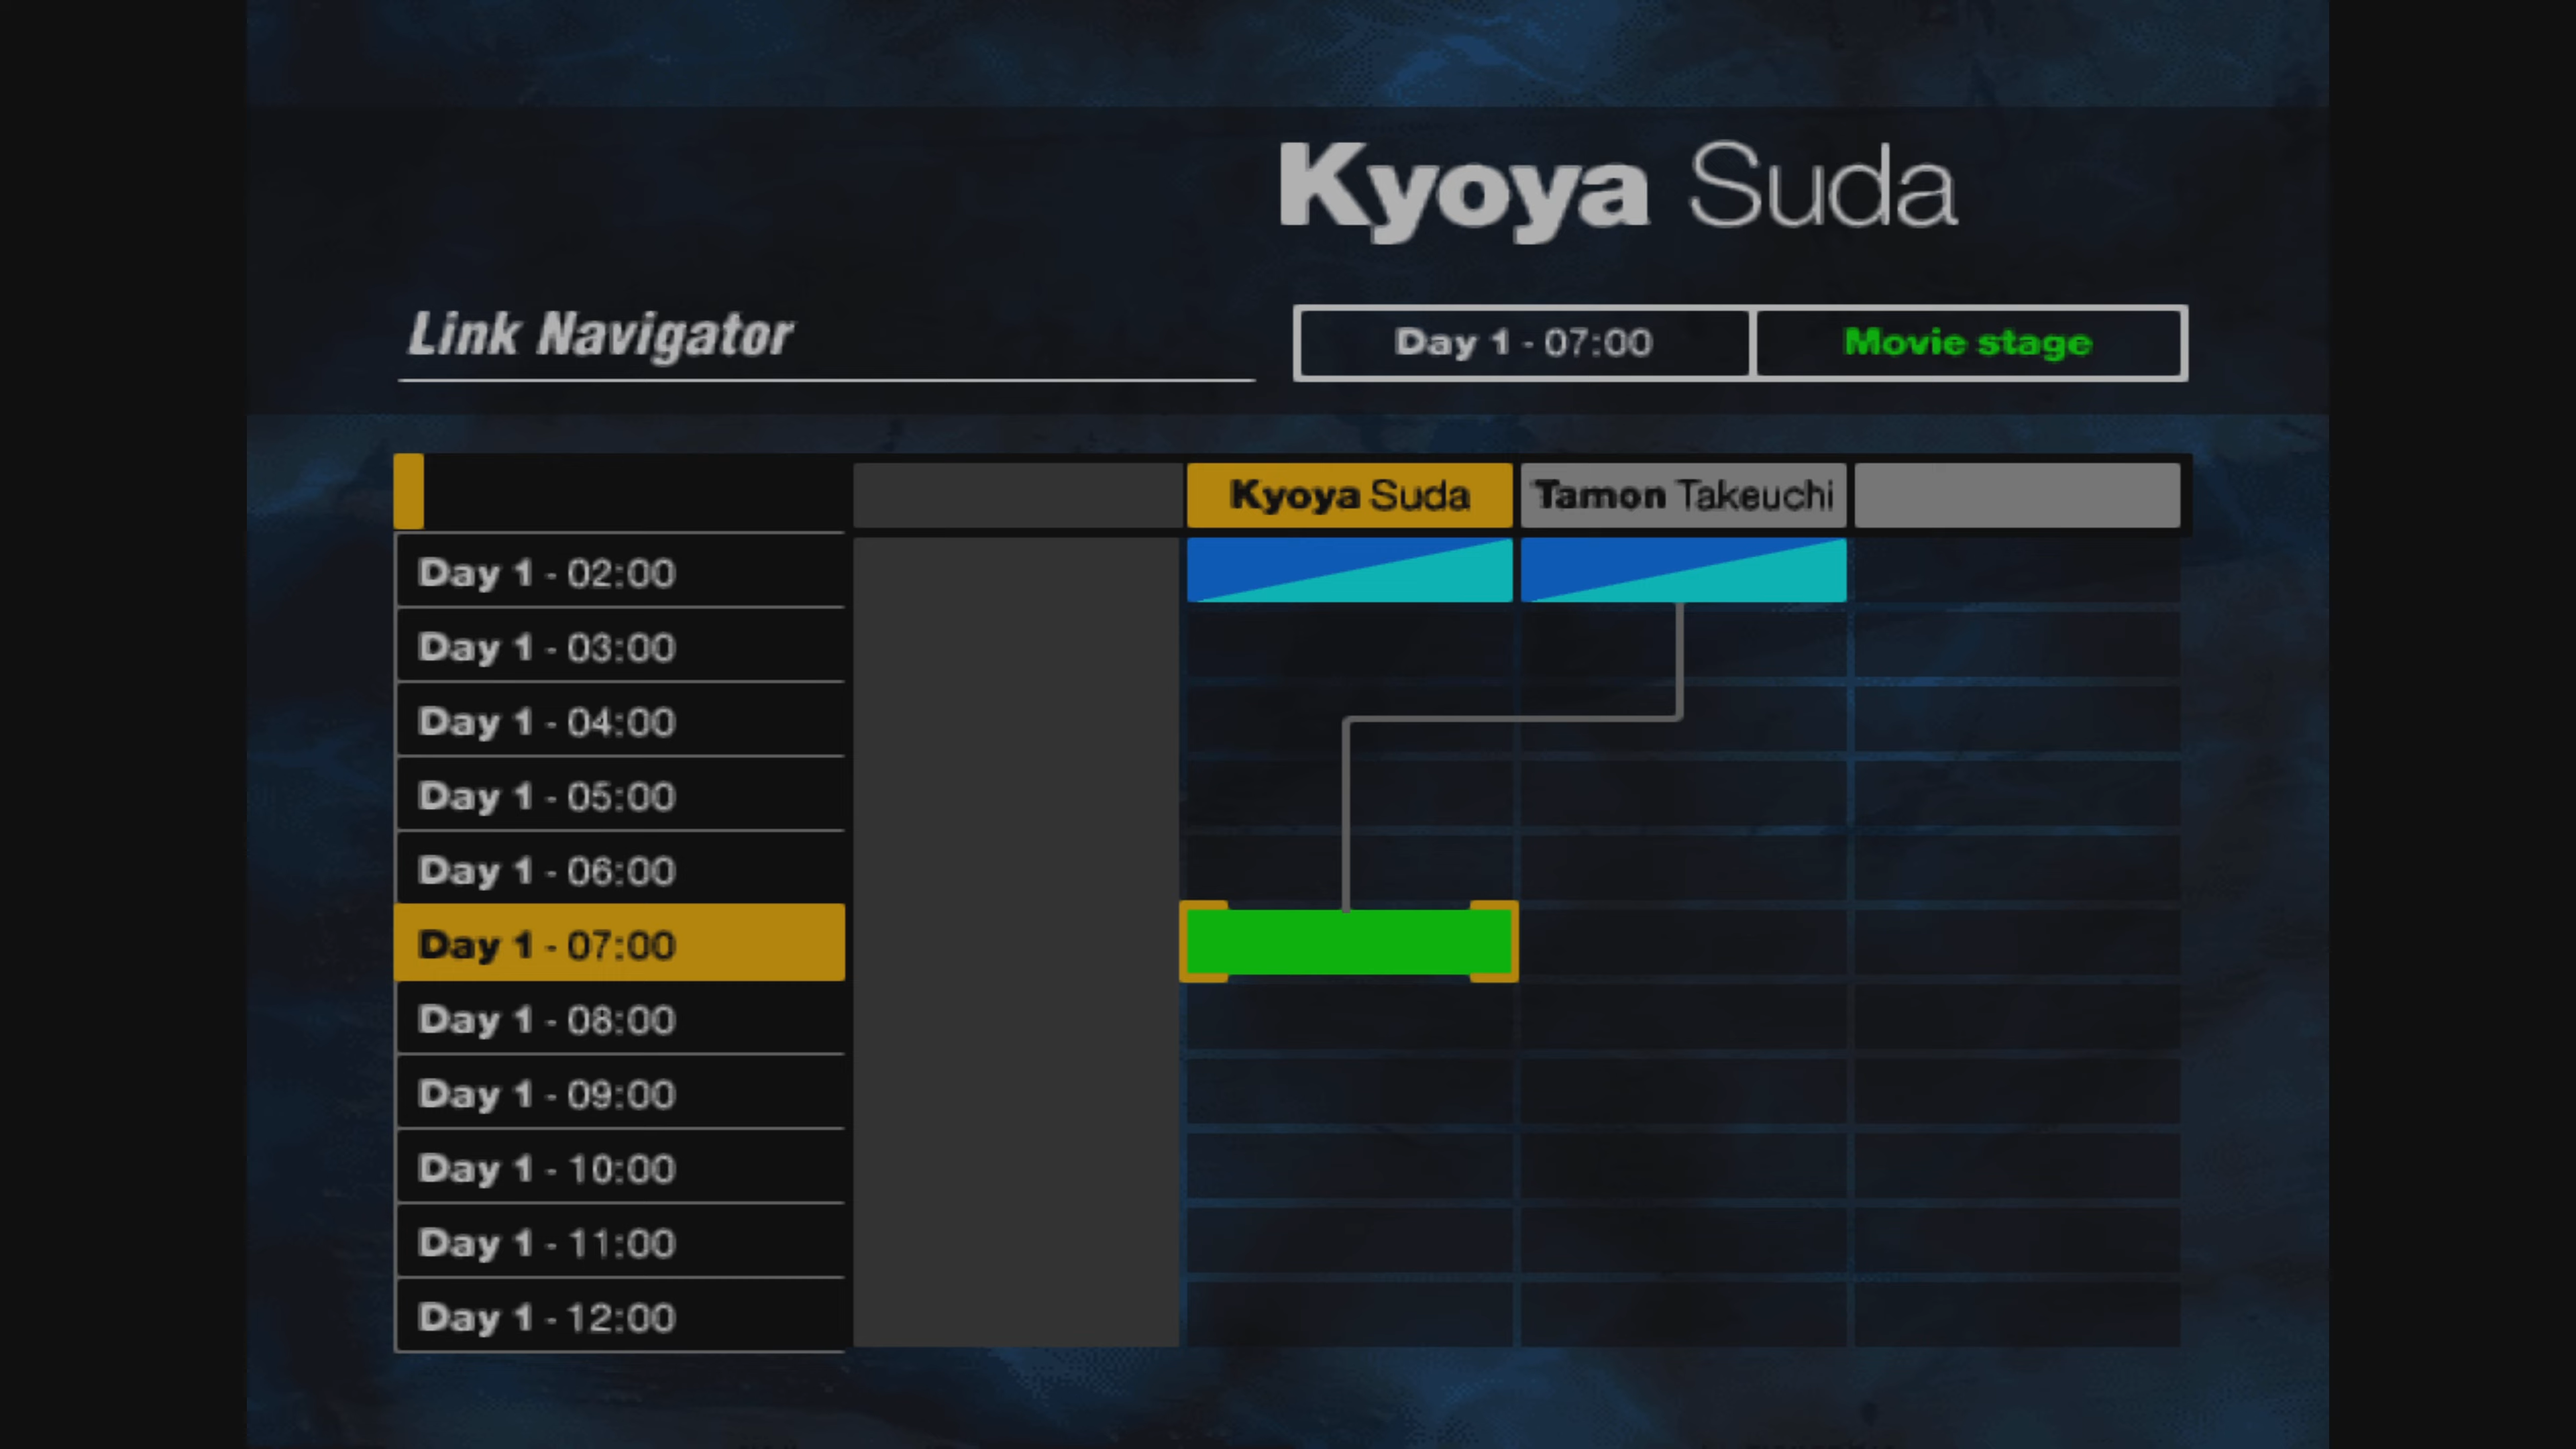 Kyoya Suda
Link Navigator
Day 1 - 07:00
Movie stage
Kyoya Suda
Tamon Takeuchi
Day 1 - 02:00
Day 1 - 03:00
Day 1 - 04:00
Day 1 - 05:00
Day 1 - 06:00
Day 1 - 07:00
Day 1 - 08:00
Day 1 - 09:00
Day 1 - 10:00
Day 1 - 11:00
Day 1 - 12:00